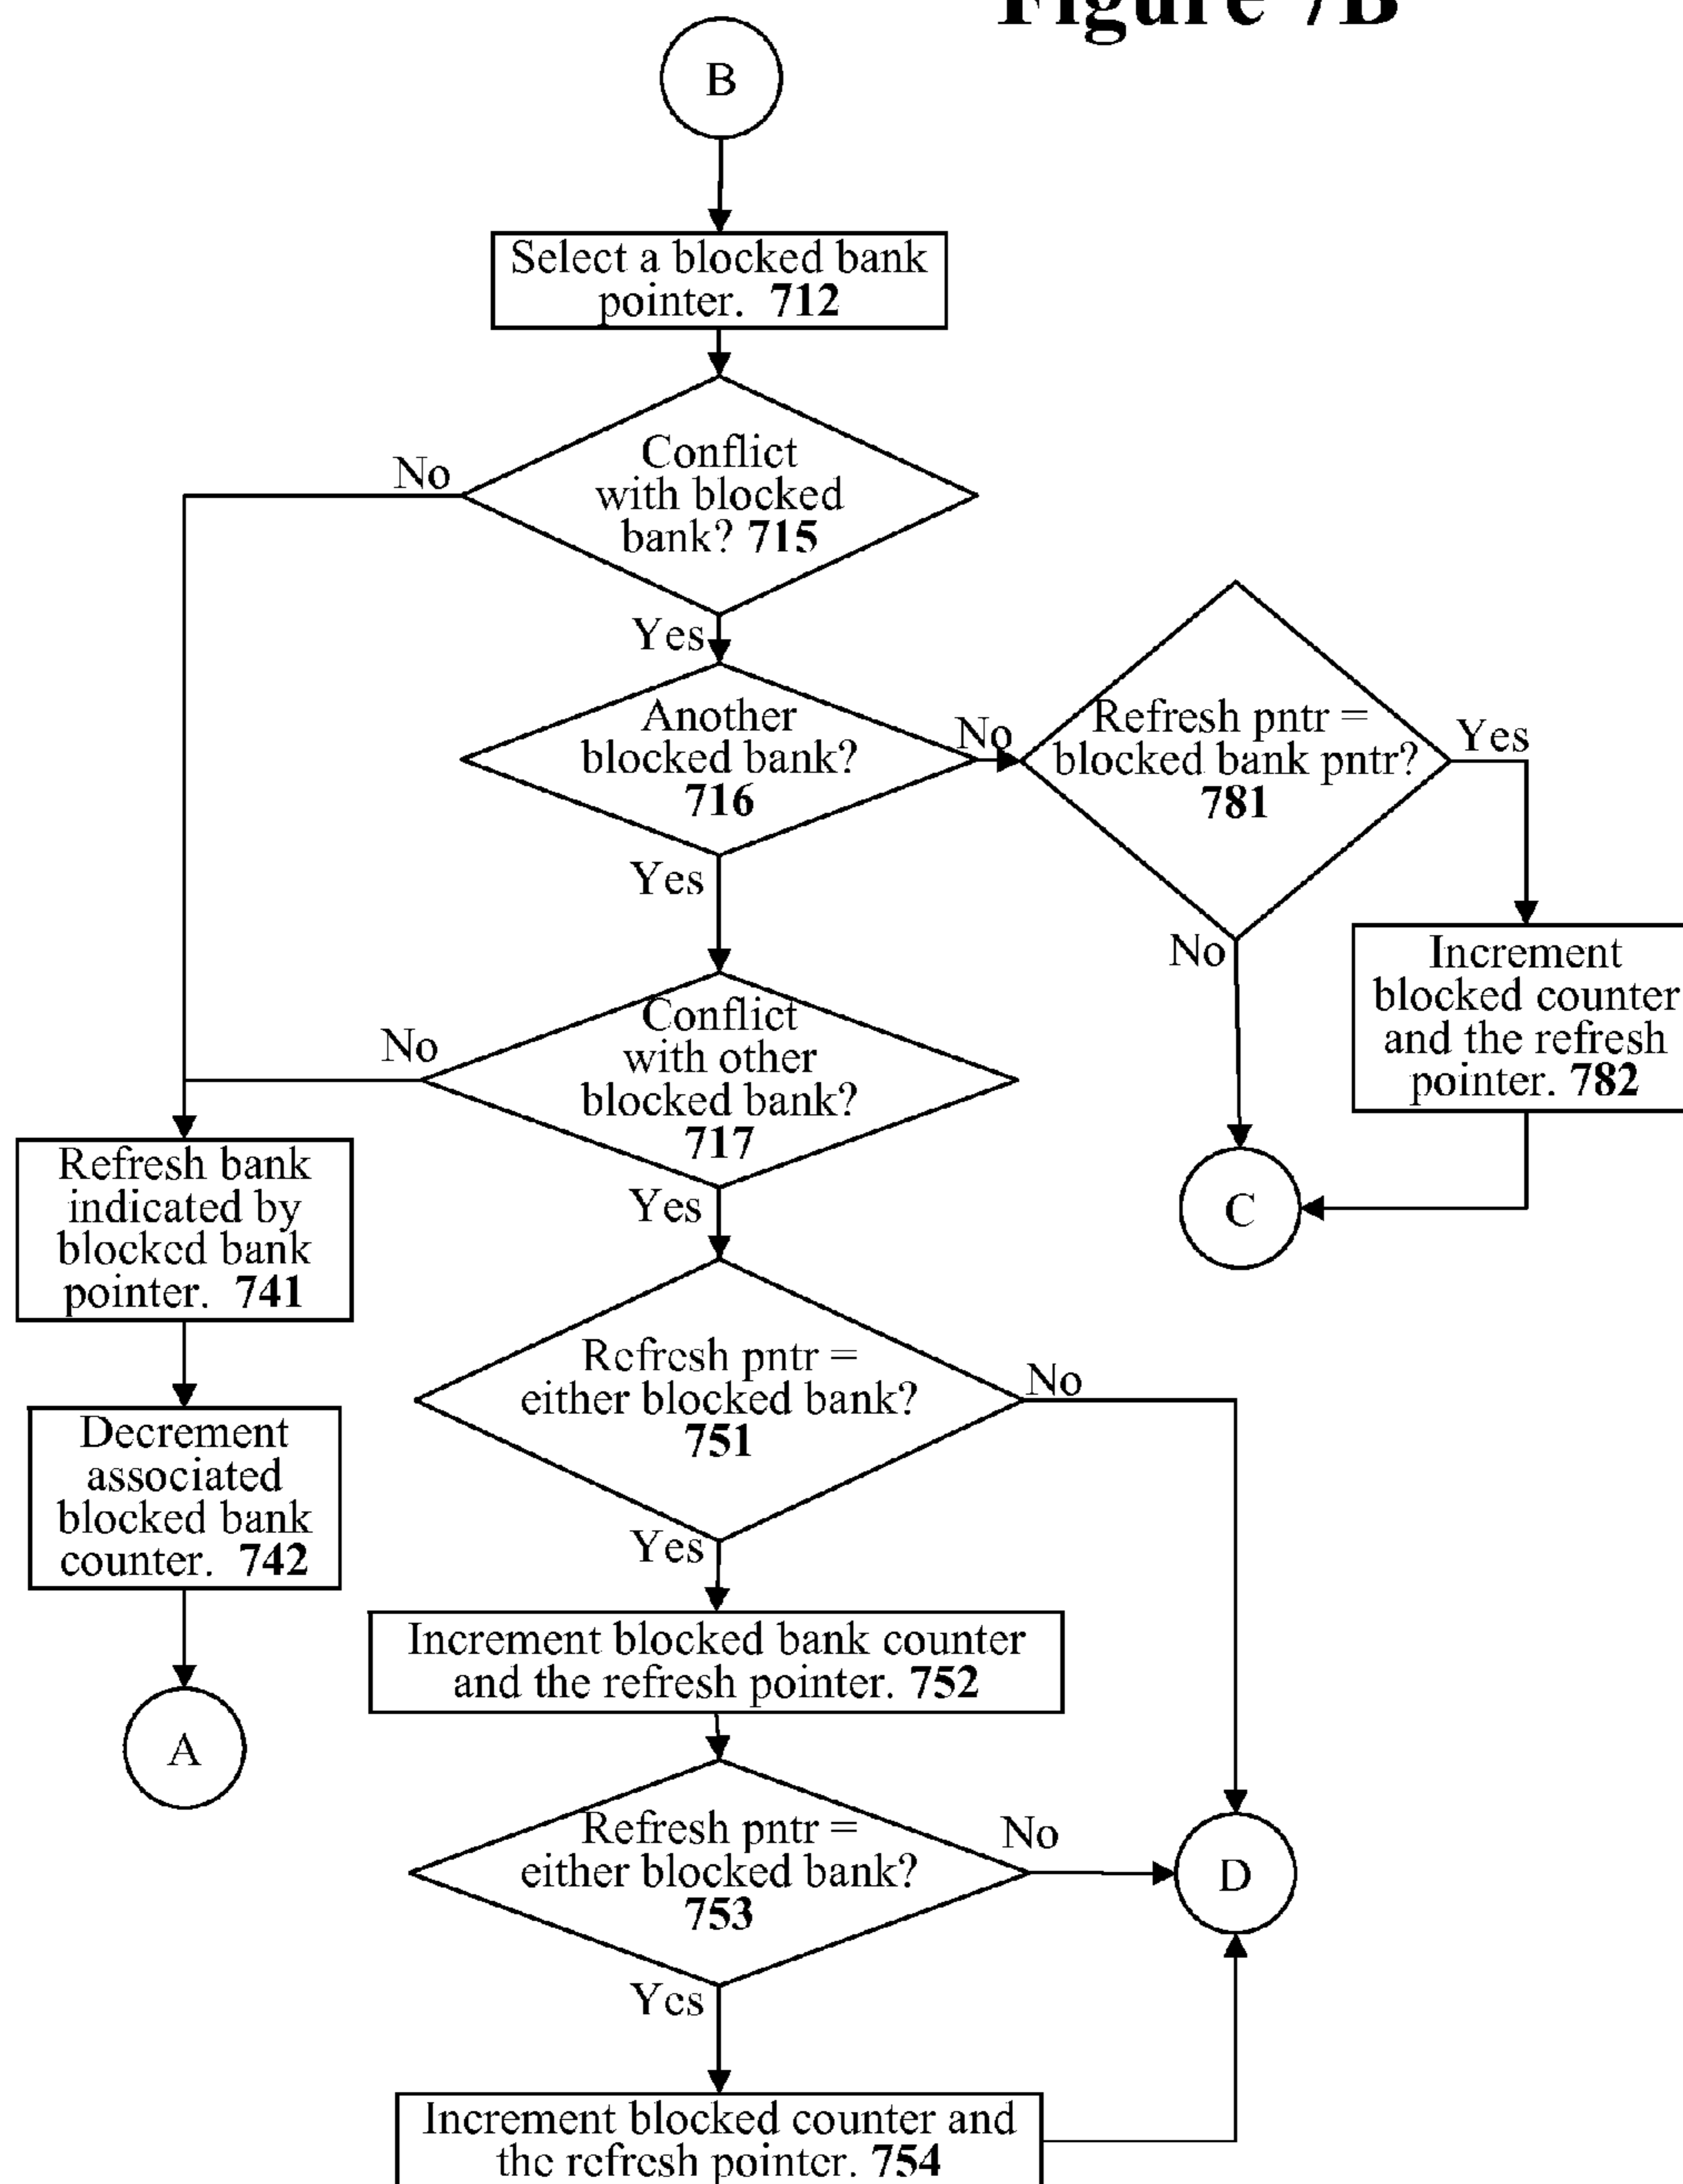 Figure 7B
B
Select a blocked bank
pointer. 712
Conflict
with blocked
bank? 715
No
Yes
Another
blocked bank?
716
No
Refresh pntr =
blocked bank pntr?
781
Yes
Yes
No
Increment
blocked counter
and the refresh
pointer. 782
Conflict
with other
blocked bank?
717
No
Yes
C
Refresh bank
indicated by
blocked bank
pointer. 741
Refresh pntr =
either blocked bank?
751
No
Yes
Decrement
associated
blocked bank
counter. 742
Increment blocked bank counter
and the refresh pointer. 752
A
Refresh pntr =
either blocked bank?
753
No
D
Yes
Increment blocked counter and
the refresh pointer. 754